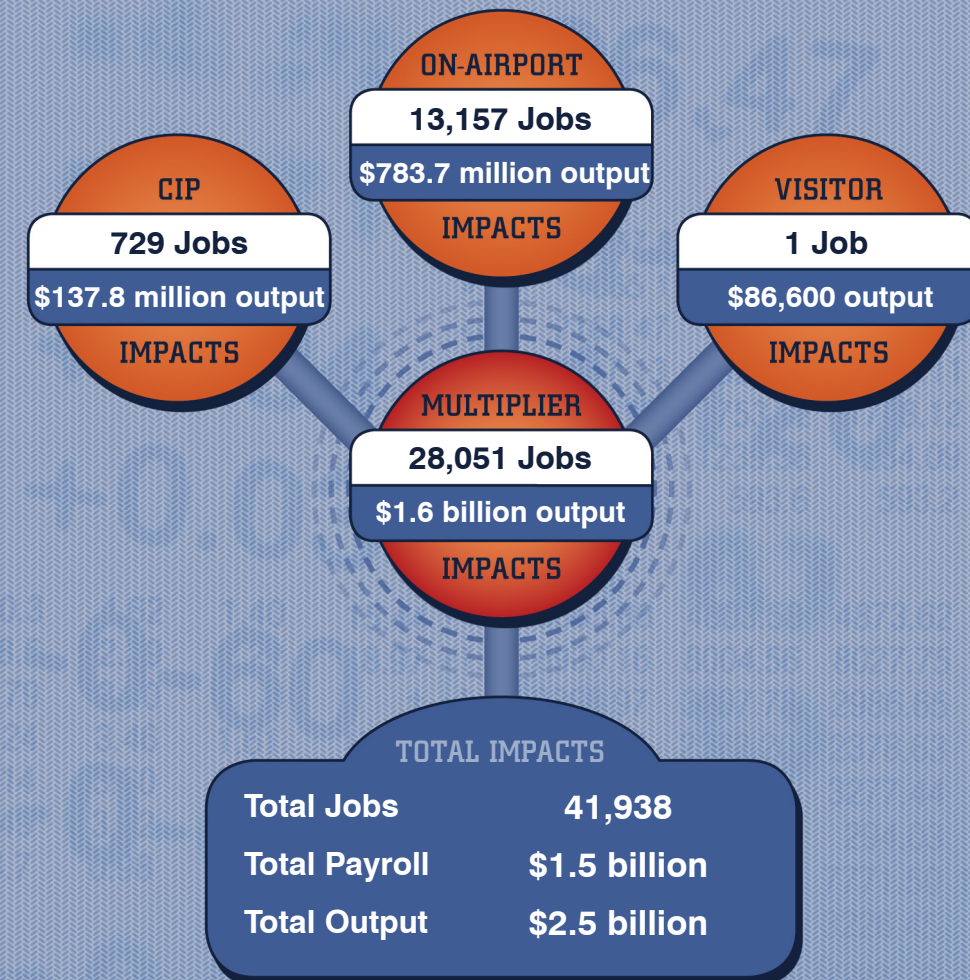 ON-AIRPORT
13,157 Jobs
$783.7 million output
IMPACTS
CIP
729 Jobs
$137.8 million output
IMPACTS
VISITOR
1 Job
$86,600 output
IMPACTS
MULTIPLIER
28,051 Jobs
$1.6 billion output
IMPACTS
TOTAL IMPACTS
Total Jobs 41,938
Total Payroll $1.5 billion
Total Output $2.5 billion